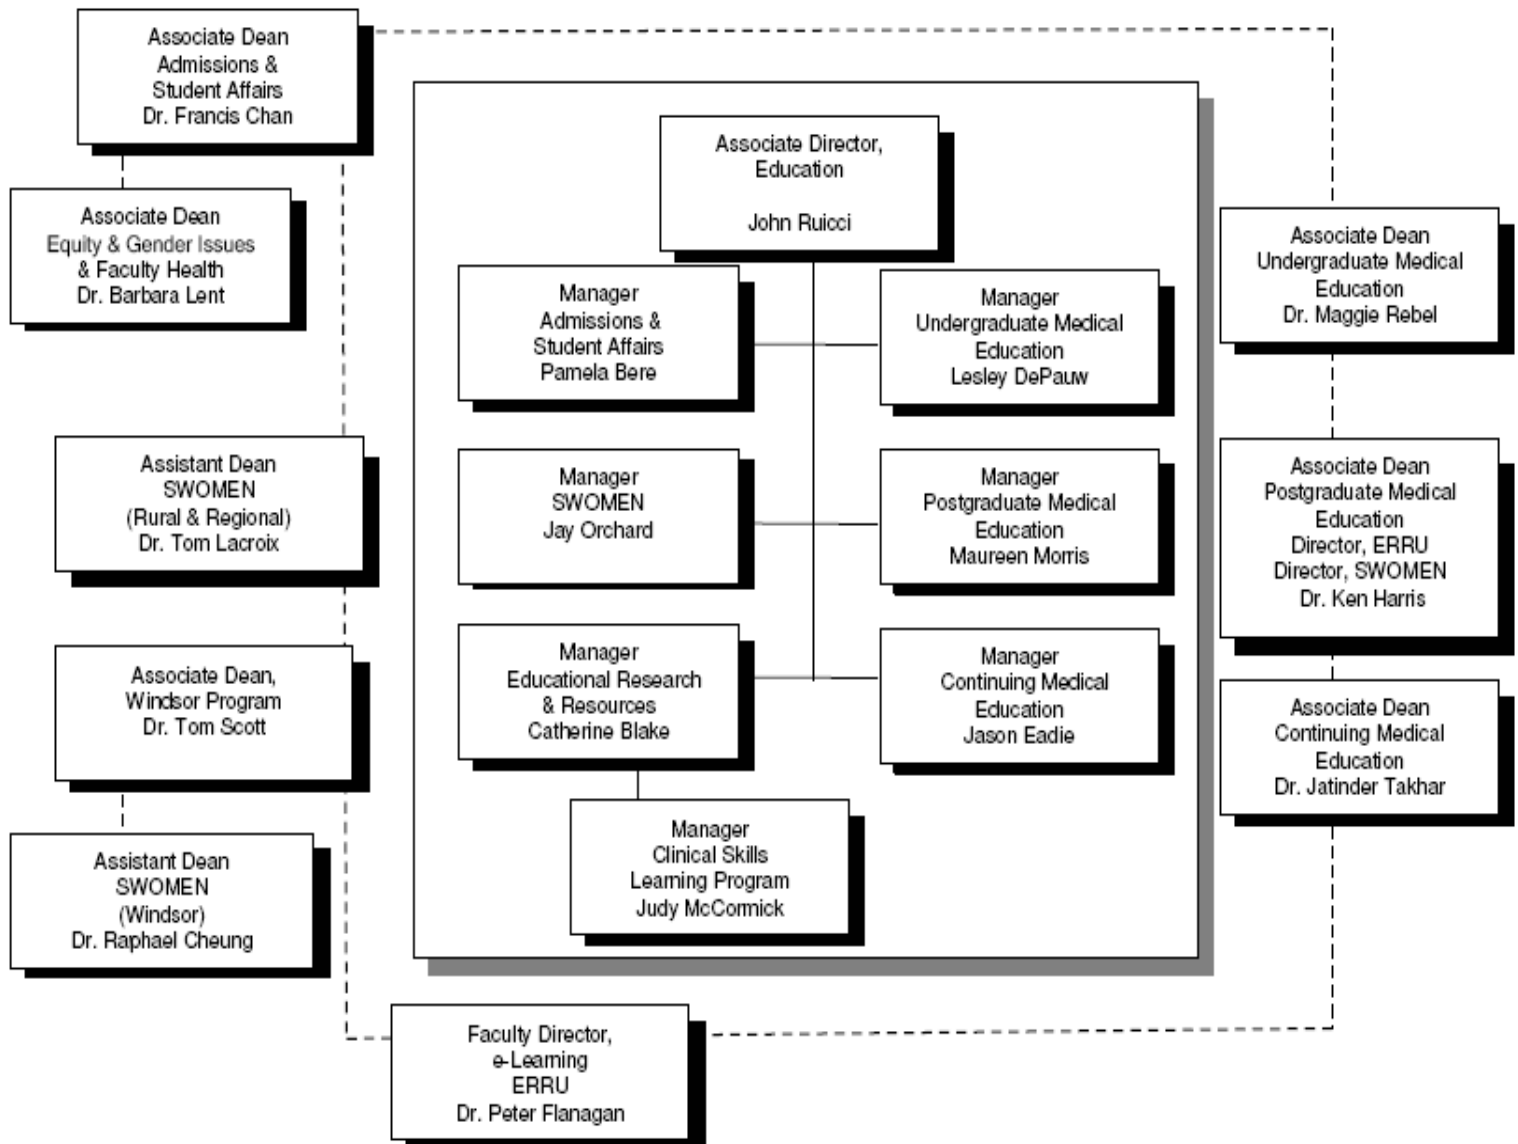 Associate Dean
Admissions &
Student Affairs
Dr. Francis Chan
Associate Dean
Equity & Gender Issues
& Faculty Health
Dr. Barbara Lent
Assistant Dean
SWOMEN
(Rural & Regional)
Dr. Tom Lacroix
Associate Dean,
Windsor Program
Dr. Tom Scott
Assistant Dean
SWOMEN
(Windsor)
Dr. Raphael Cheung
Associate Director,
Education
John Ruicci
Manager
Admissions &
Student Affairs
Pamela Bere
Manager
Undergraduate Medical
Education
Lesley DePauw
Manager
SWOMEN
Jay Orchard
Manager
Postgraduate Medical
Education
Maureen Morris
Manager
Educational Research
& Resources
Catherine Blake
Manager
Continuing Medical
Education
Jason Eadie
Manager
Clinical Skills
Learning Program
Judy McCormick
Associate Dean
Undergraduate Medical
Education
Dr. Maggie Rebel
Associate Dean
Postgraduate Medical
Education
Director, ERRU
Director, SWOMEN
Dr. Ken Harris
Associate Dean
Continuing Medical
Education
Dr. Jatinder Takhar
Faculty Director,
e-Learning
ERRU
Dr. Peter Flanagan